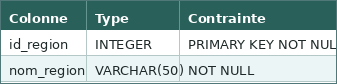 Colonne Type Contrainte
id_region INTEGER PRIMARY KEY NOT NUL
nom_region VARCHAR(50) NOT NULL